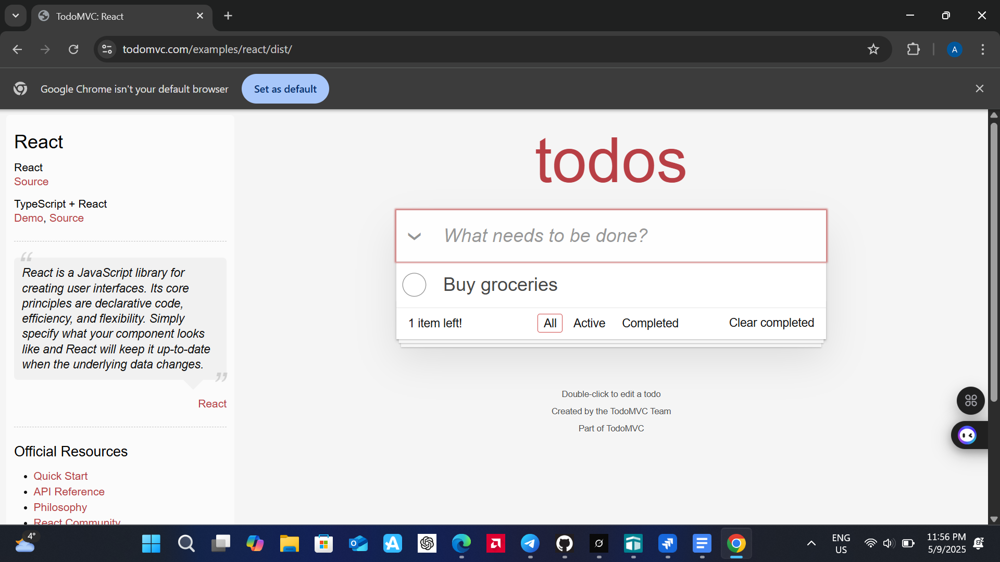 TodoMVC: React
todomvc.com/examples/react/dist/
A
Google Chrome isn't your default browser
Set as default
React
React
Source
TypeScript + React
Demo, Source
“
React is a JavaScript library for
creating user interfaces. Its core
principles are declarative code,
efficiency, and flexibility. Simply
specify what your component looks
like and React will keep it up-to-date
when the underlying data changes.
”
React
Official Resources
• Quick Start
• API Reference
• Philosophy
• React Community
todos
What needs to be done?
Buy groceries
1 item left!
All
Active
Completed
Clear completed
Double-click to edit a todo
Created by the TodoMVC Team
Part of TodoMVC
4°
ENG
US
11:56 PM
5/9/2025